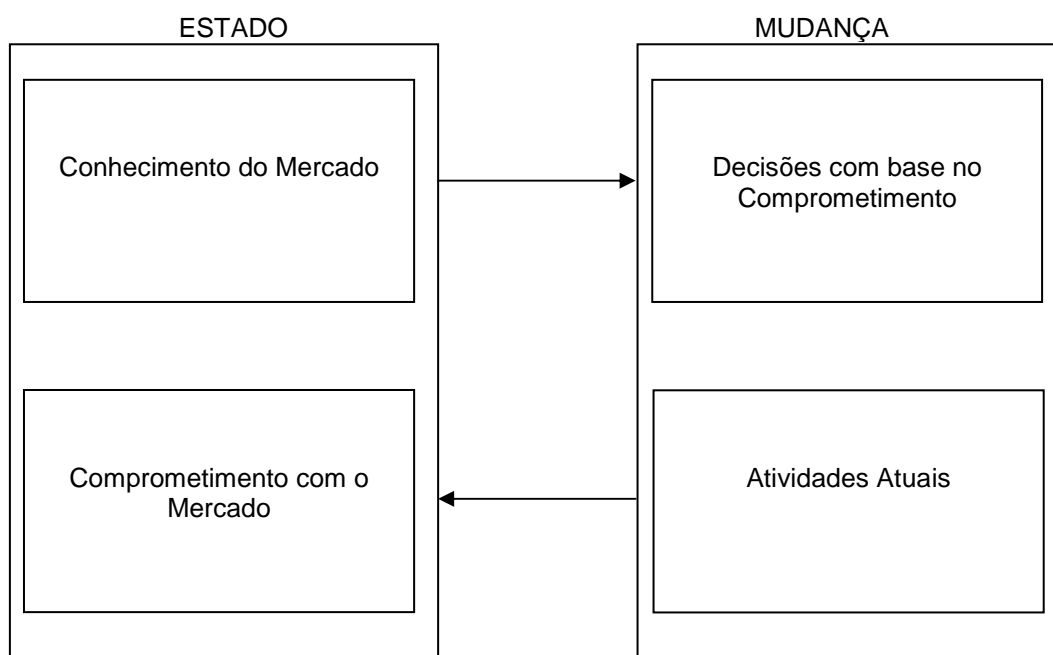 ESTADO
MUDANÇA
Conhecimento do Mercado
Decisões com base no
Comprometimento
Comprometimento com o
Mercado
Atividades Atuais